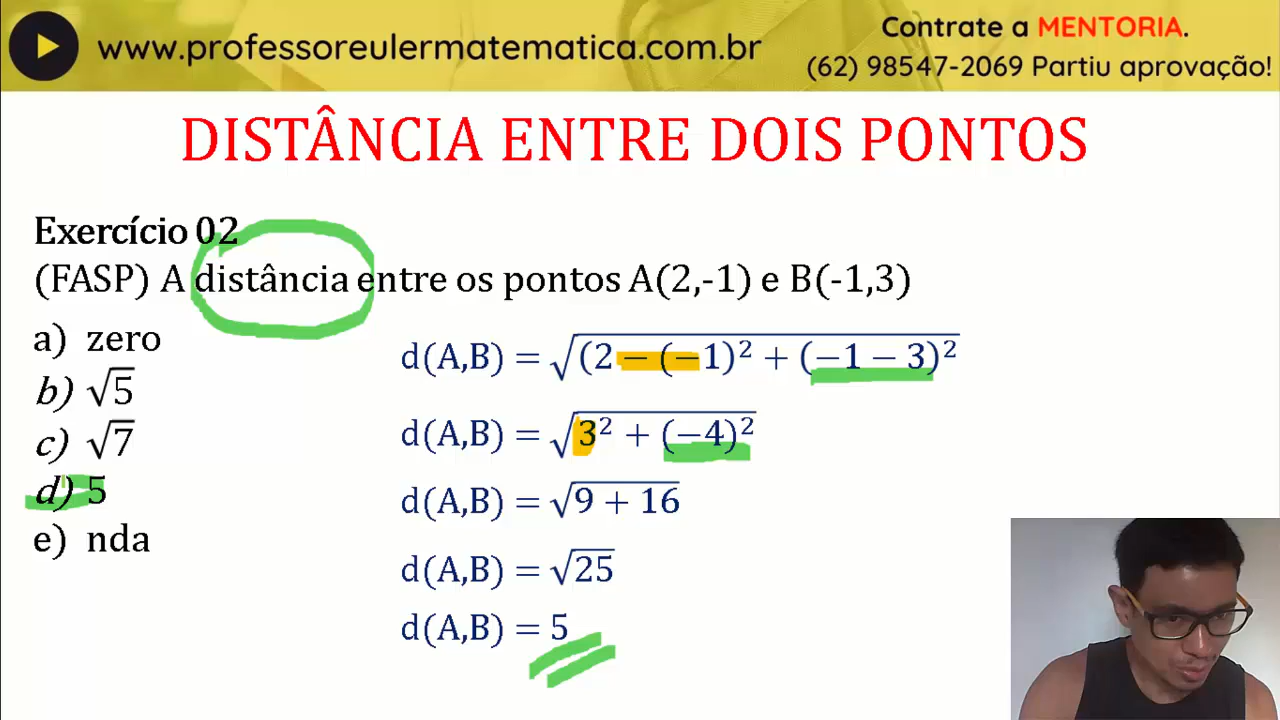 www.professoreulermatematica.com.br
Contrate a MENTORIA.
(62) 98547-2069 Partiu aprovação!
DISTÂNCIA ENTRE DOIS PONTOS
Exercício 02
(FASP) A distância entre os pontos A(2,-1) e B(-1,3)
a) zero
b) √5
c) √7
d) 5
e) nda
d(A,B) = √(2 − (−1)² + (−1 − 3)²
d(A,B) = √3² + (−4)²
d(A,B) = √9 + 16
d(A,B) = √25
d(A,B) = 5